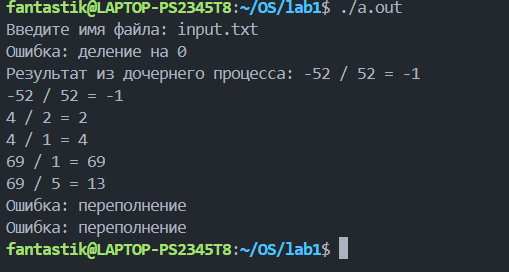 fantastik@LAPTOP-PS2345T8:~/OS/lab1$ ./a.out
Введите имя файла: input.txt
Ошибка: деление на 0
Результат из дочернего процесса: -52 / 52 = -1
-52 / 52 = -1
4 / 2 = 2
4 / 1 = 4
69 / 1 = 69
69 / 5 = 13
Ошибка: переполнение
Ошибка: переполнение
fantastik@LAPTOP-PS2345T8:~/OS/lab1$